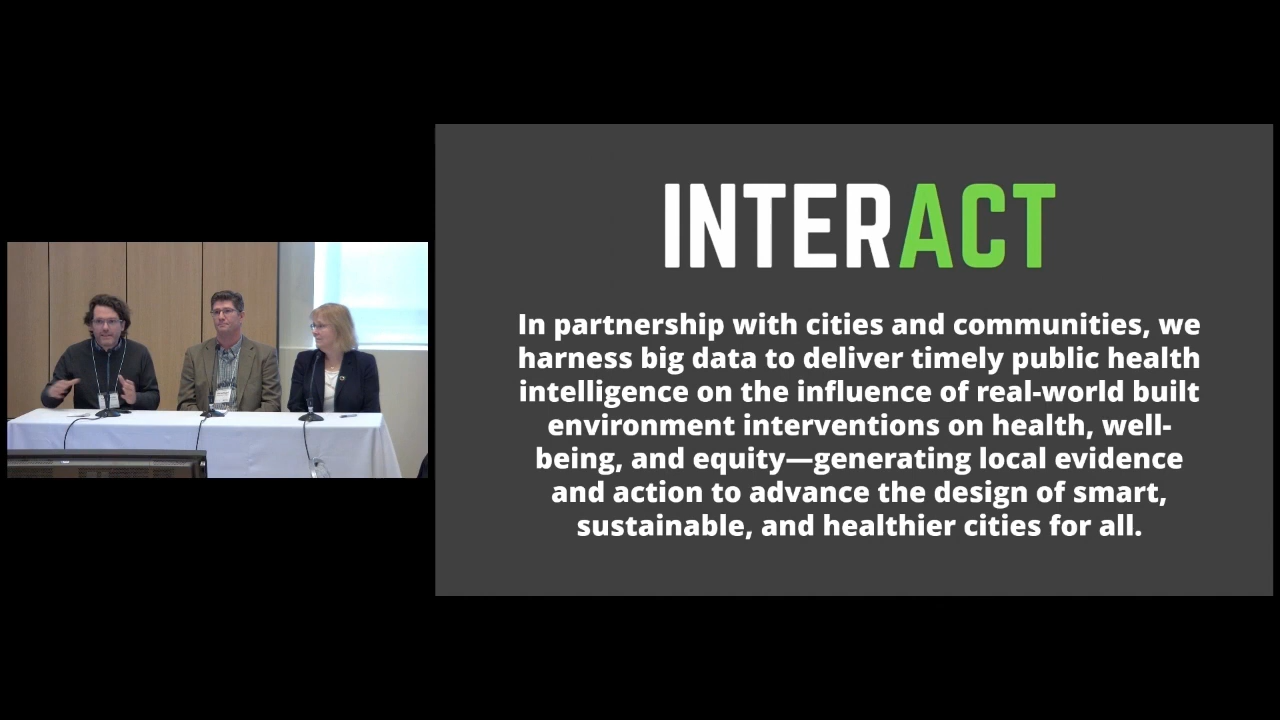 INTERACT
In partnership with cities and communities, we
harness big data to deliver timely public health
intelligence on the influence of real-world built
environment interventions on health, well-
being, and equity—generating local evidence
and action to advance the design of smart,
sustainable, and healthier cities for all.